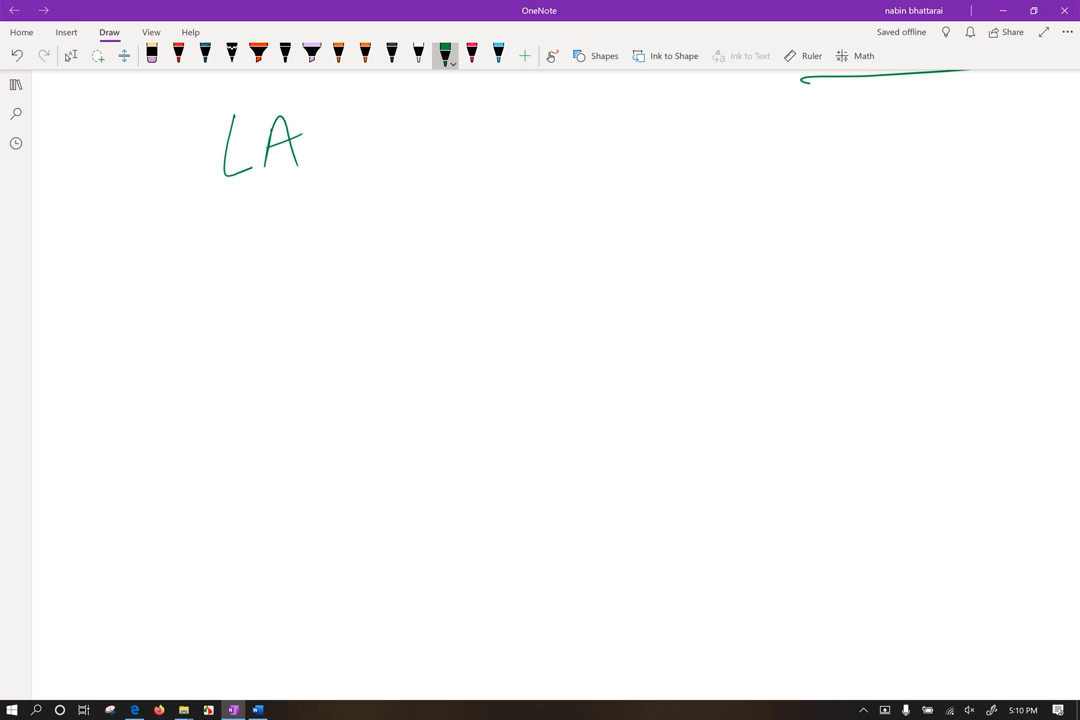 OneNote
nabin bhattarai
Home Insert Draw View Help
Saved offline
Share
Shapes
Ink to Shape
Ink to Text
Ruler
Math
LA
5:10 PM